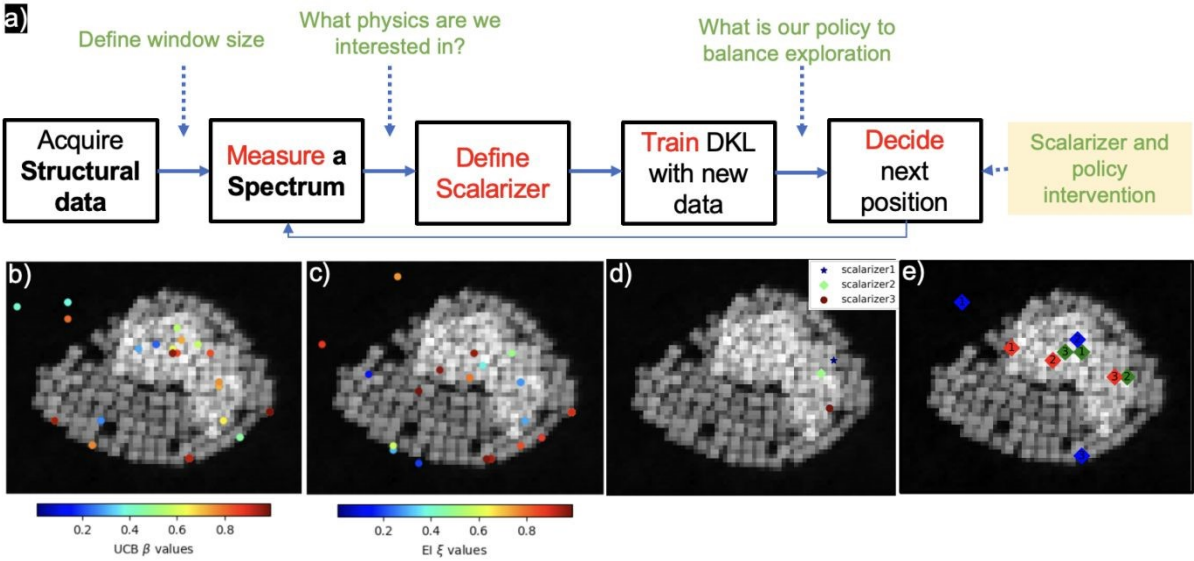 a)
Define window size
What physics are we
interested in?
What is our policy to
balance exploration
Acquire
Structural
data
Measure a
Spectrum
Define
Scalarizer
Train DKL
with new
data
Decide
next
position
Scalarizer and
policy
intervention
b)
c)
d)
scalarizer1
scalarizer2
scalarizer3
e)
1
2
3
1
3
2
0.2 0.4 0.6 0.8
UCB β values
0.2 0.4 0.6 0.8
EI ξ values